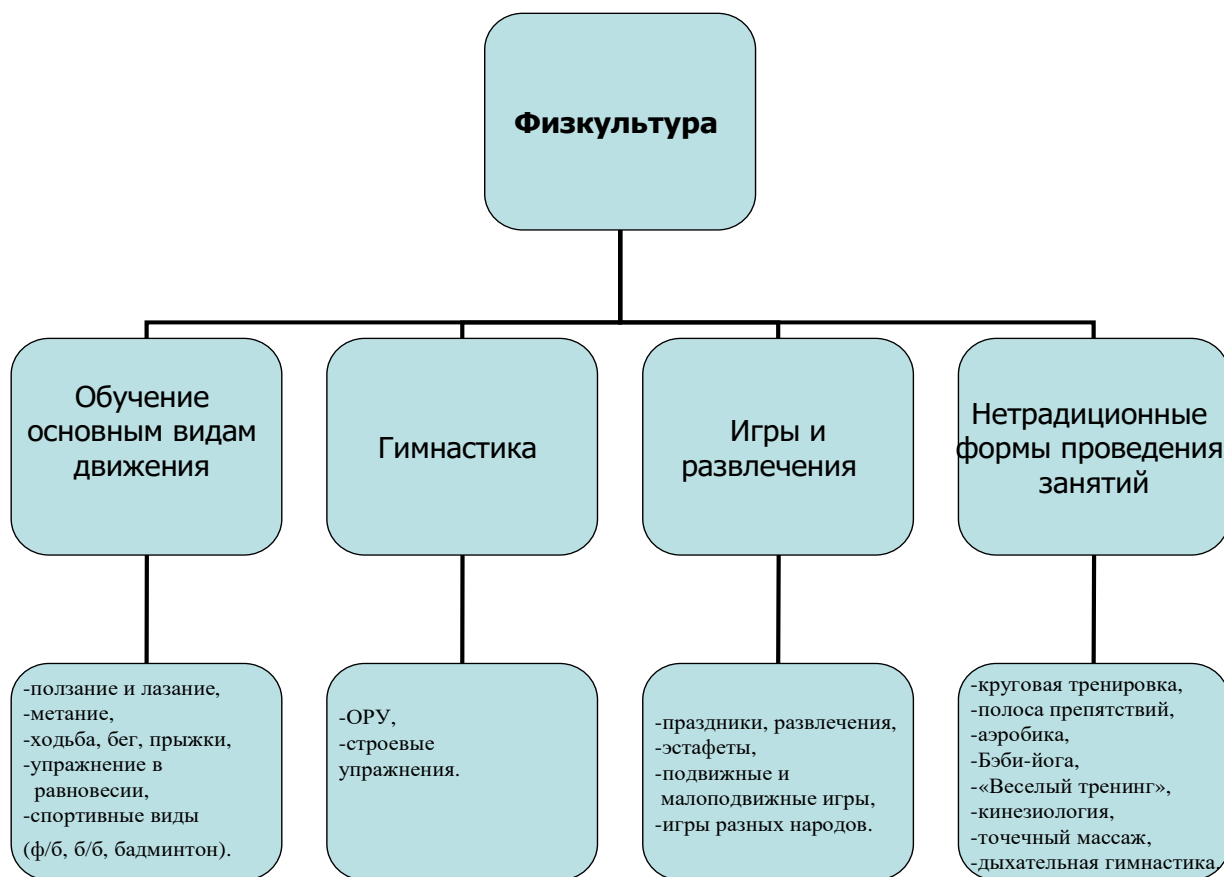 Физкультура
Обучение
основным видам
движения
Гимнастика
Игры и
развлечения
Нетрадиционные
формы проведения
занятий
-ползание и лазание,
-метание,
-ходьба, бег, прыжки,
-упражнение в
равновесии,
-спортивные виды
(ф/б, б/б, бадминтон).
-ОРУ,
-строевые
упражнения.
-праздники, развлечения,
-эстафеты,
-подвижные и
малоподвижные игры,
-игры разных народов.
-круговая тренировка,
-полоса препятствий,
-аэробика,
-Бэби-йога,
-«Веселый тренинг»,
-кинезиология,
-точечный массаж,
-дыхательная гимнастика.